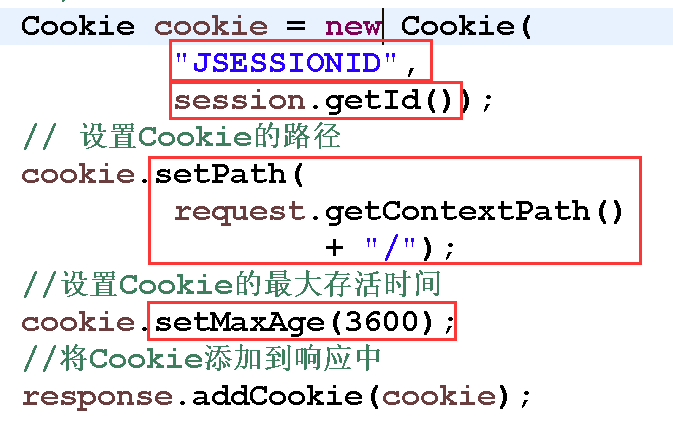 Cookie cookie = new Cookie(
"JSESSIONID",
session.getId());
// 设置Cookie的路径
cookie.setPath(
request.getContextPath()
+ "/");
//设置Cookie的最大存活时间
cookie.setMaxAge(3600);
//将Cookie添加到响应中
response.addCookie(cookie);